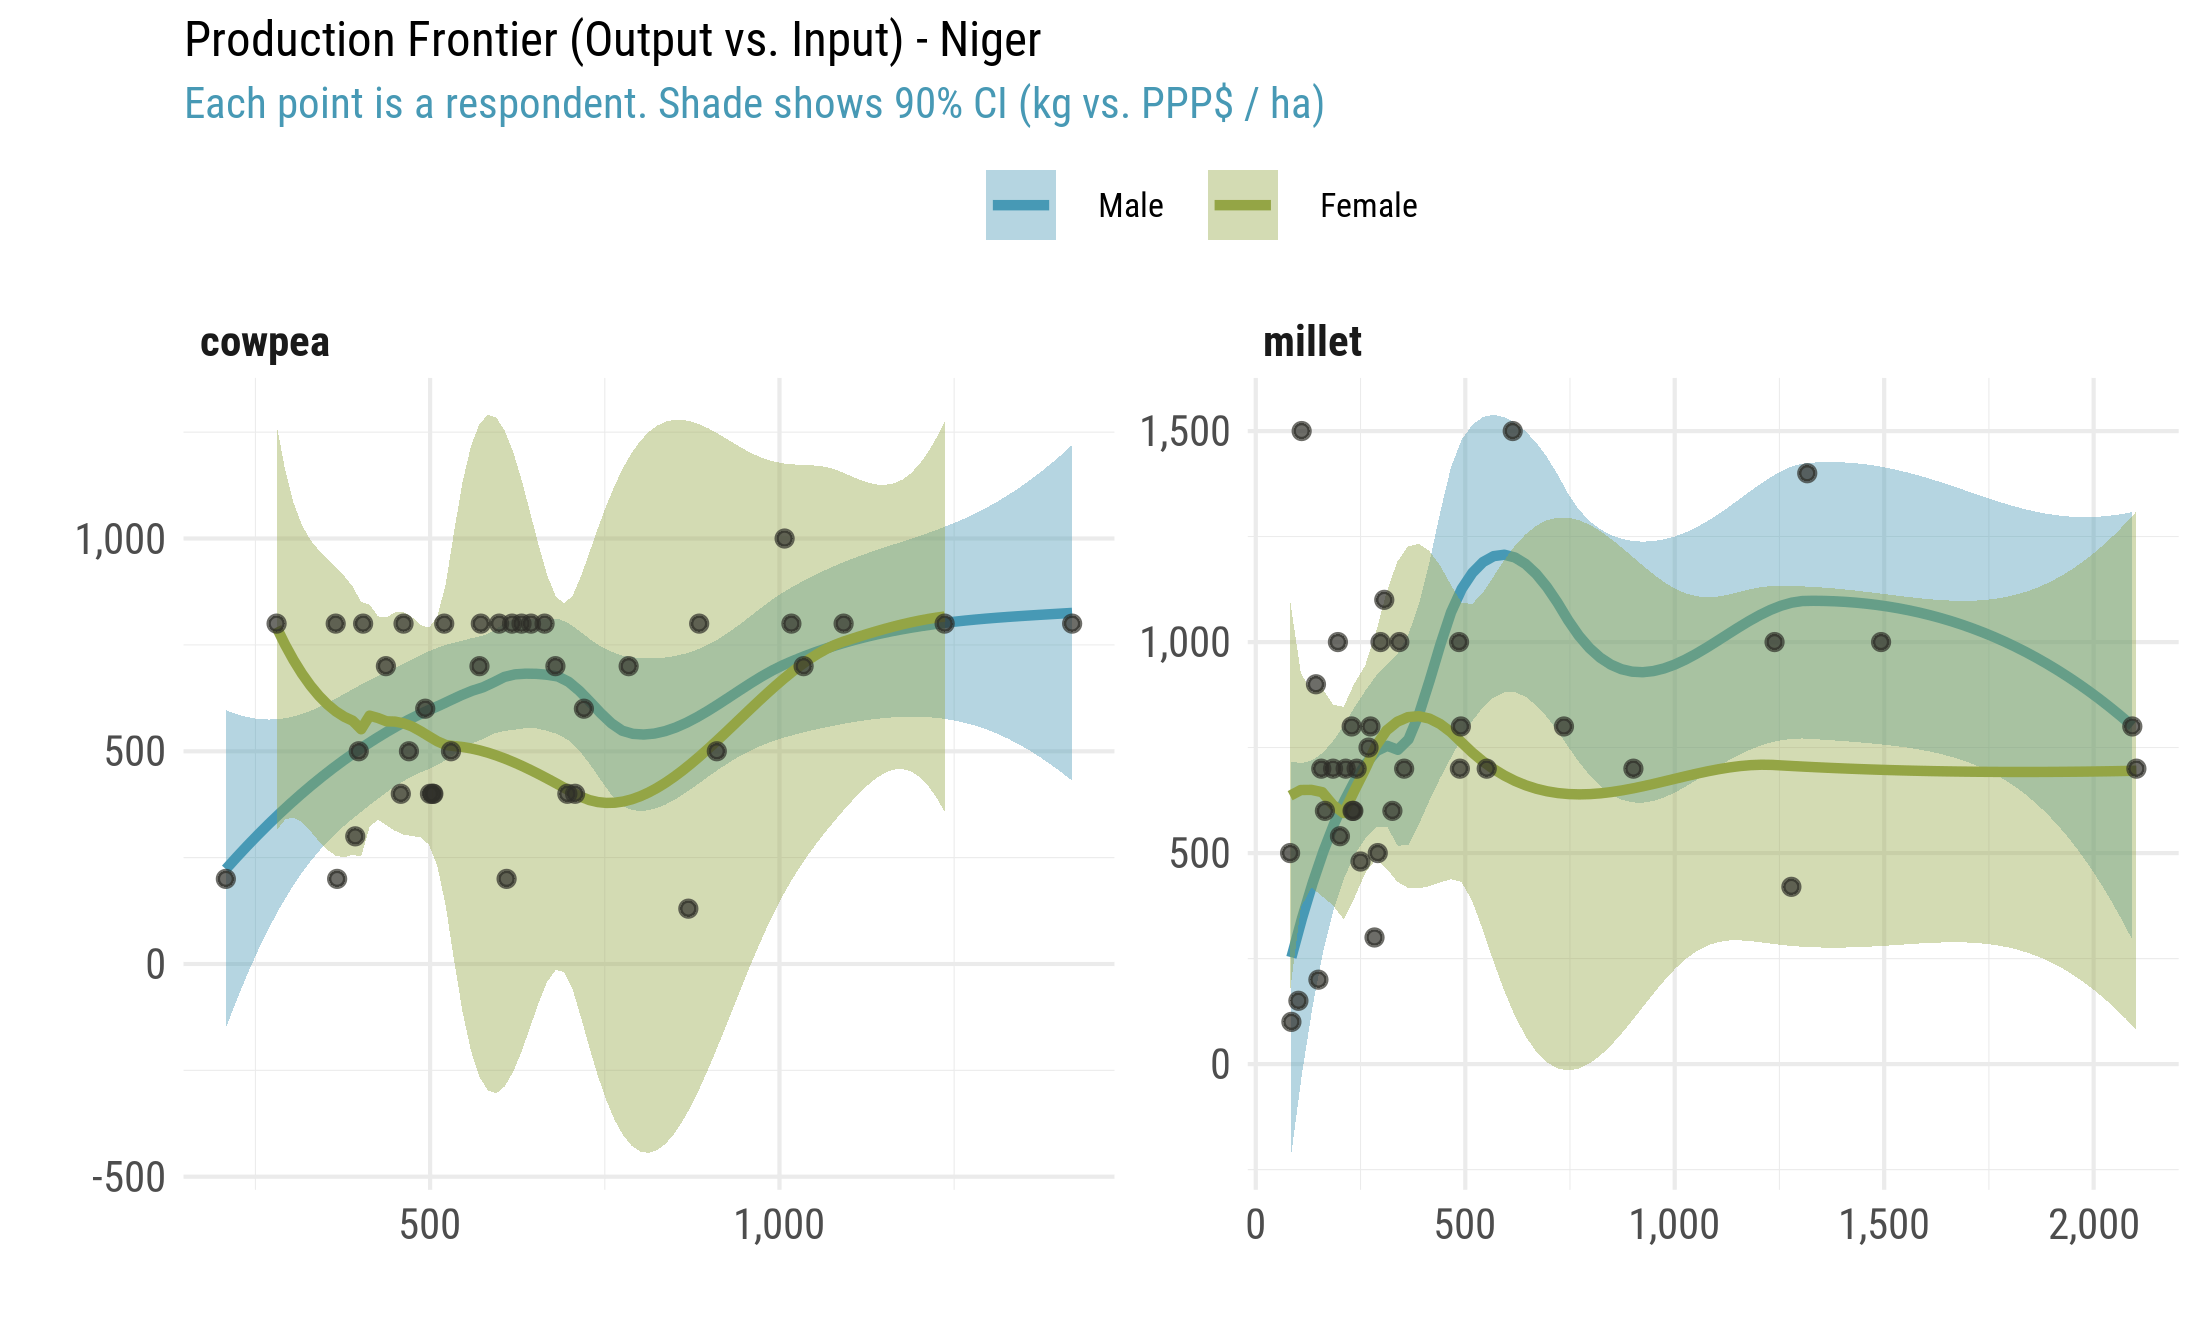 Production Frontier (Output vs. Input) - Niger
Each point is a respondent. Shade shows 90% CI (kg vs. PPP$ / ha)
Male Female
cowpea
1,000
500
0
-500
500 1,000
millet
1,500
1,000
500
0
0 500 1,000 1,500 2,000